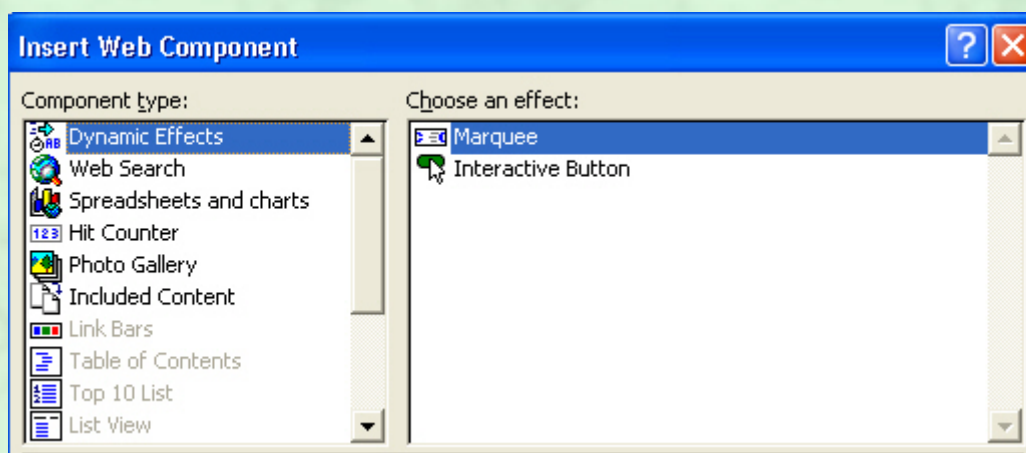 Insert Web Component
Component type:
Choose an effect:
Dynamic Effects
Web Search
Spreadsheets and charts
Hit Counter
Photo Gallery
Included Content
Link Bars
Table of Contents
Top 10 List
List View
Marquee
Interactive Button